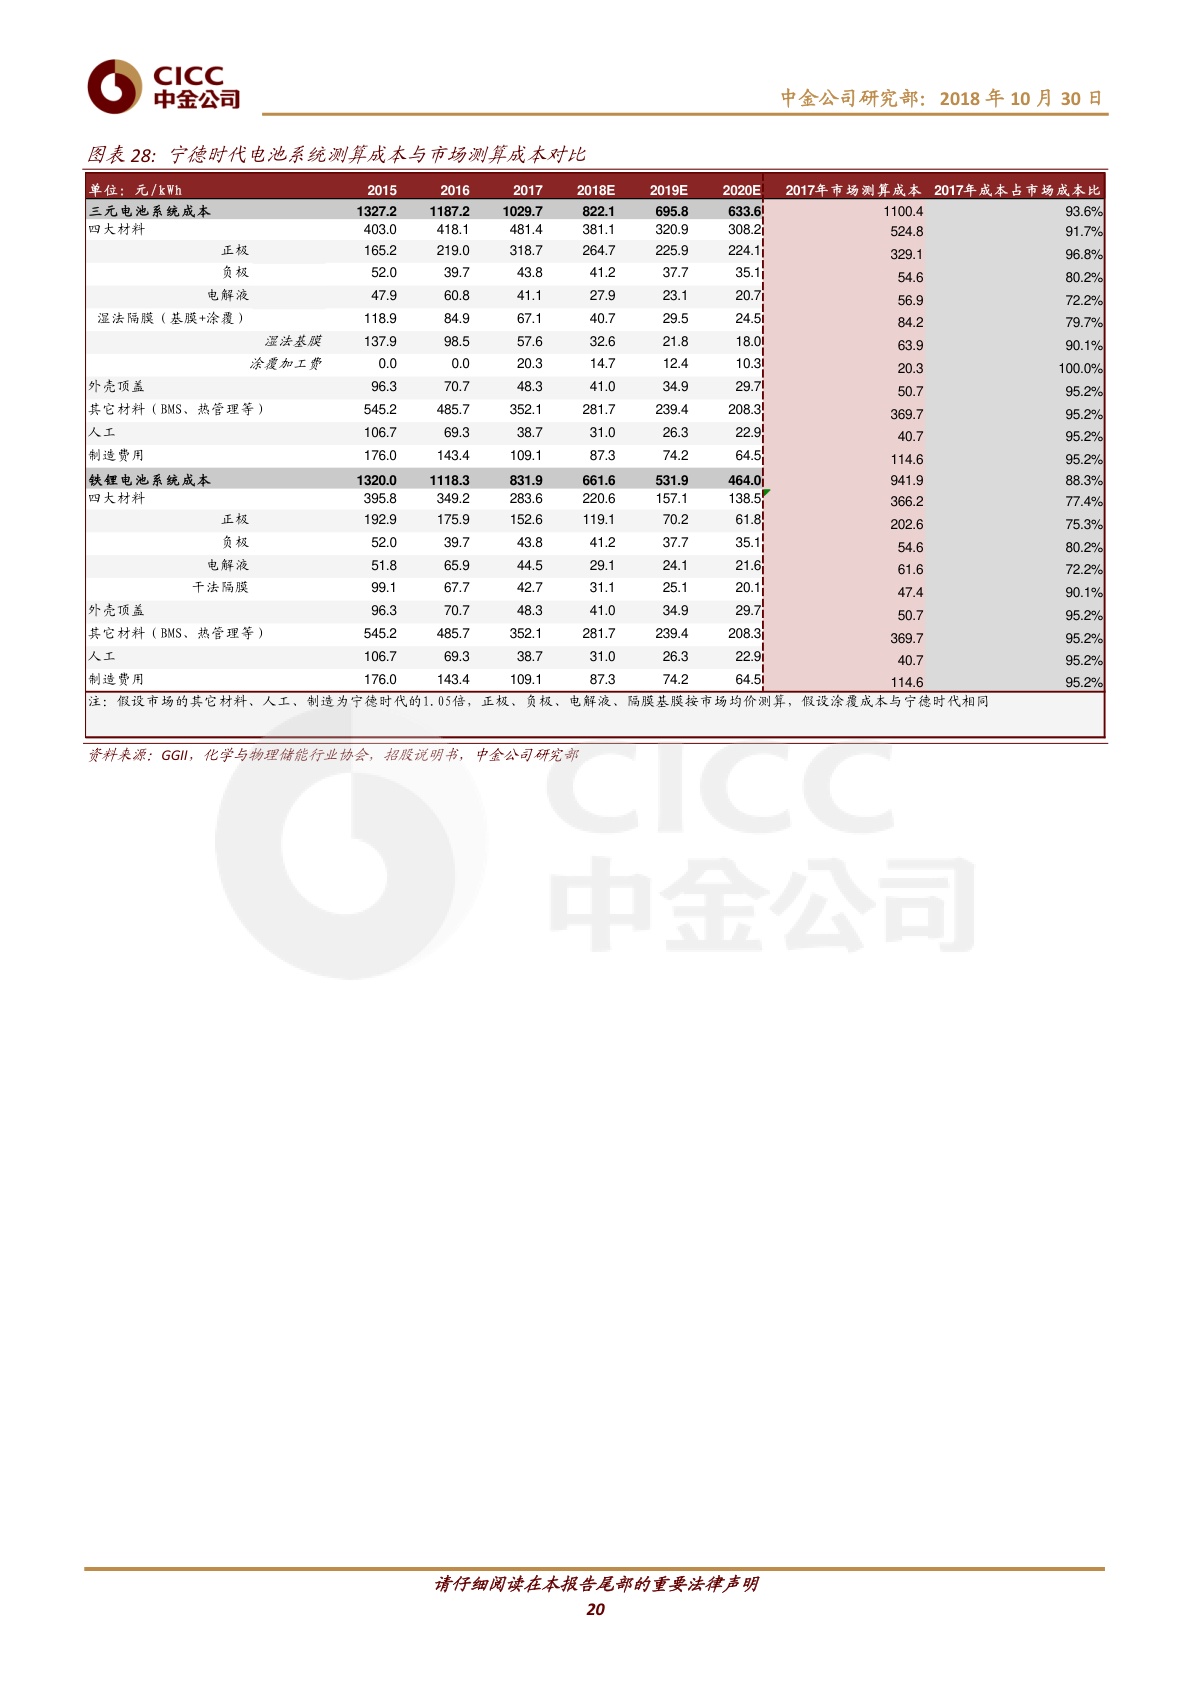 CICC
中金公司
中金公司研究部：2018 年 10 月 30 日
图表 28：宁德时代电池系统测算成本与市场测算成本对比
单位：元/kWh 2015 2016 2017 2018E 2019E 2020E 2017年市场测算成本 2017年成本占市场成本比
三元电池系统成本 1327.2 1187.2 1029.7 822.1 695.8 633.6 1100.4 93.6%
四大材料 403.0 418.1 481.4 381.1 320.9 308.2 524.8 91.7%
正极 165.2 219.0 318.7 264.7 225.9 224.1 329.1 96.8%
负极 52.0 39.7 43.8 41.2 37.7 35.1 54.6 80.2%
电解液 47.9 60.8 41.1 27.9 23.1 20.7 56.9 72.2%
湿法隔膜（基膜+涂覆） 118.9 84.9 67.1 40.7 29.5 24.5 84.2 79.7%
湿法基膜 137.9 98.5 57.6 32.6 21.8 18.0 63.9 90.1%
涂覆加工费 0.0 0.0 20.3 14.7 12.4 10.3 20.3 100.0%
外壳顶盖 96.3 70.7 48.3 41.0 34.9 29.7 50.7 95.2%
其它材料（BMS、热管理等） 545.2 485.7 352.1 281.7 239.4 208.3 369.7 95.2%
人工 106.7 69.3 38.7 31.0 26.3 22.9 40.7 95.2%
制造费用 176.0 143.4 109.1 87.3 74.2 64.5 114.6 95.2%
铁锂电池系统成本 1320.0 1118.3 831.9 661.6 531.9 464.0 941.9 88.3%
四大材料 395.8 349.2 283.6 220.6 157.1 138.5 366.2 77.4%
正极 192.9 175.9 152.6 119.1 70.2 61.8 202.6 75.3%
负极 52.0 39.7 43.8 41.2 37.7 35.1 54.6 80.2%
电解液 51.8 65.9 44.5 29.1 24.1 21.6 61.6 72.2%
干法隔膜 99.1 67.7 42.7 31.1 25.1 20.1 47.4 90.1%
外壳顶盖 96.3 70.7 48.3 41.0 34.9 29.7 50.7 95.2%
其它材料（BMS、热管理等） 545.2 485.7 352.1 281.7 239.4 208.3 369.7 95.2%
人工 106.7 69.3 38.7 31.0 26.3 22.9 40.7 95.2%
制造费用 176.0 143.4 109.1 87.3 74.2 64.5 114.6 95.2%
注：假设市场的其它材料、人工、制造为宁德时代的1.05倍，正极、负极、电解液、隔膜基膜按市场均价测算，假设涂覆成本与宁德时代相同
资料来源：GGII，化学与物理储能行业协会，招股说明书，中金公司研究部
CICC
中金公司
请仔细阅读在本报告尾部的重要法律声明
20